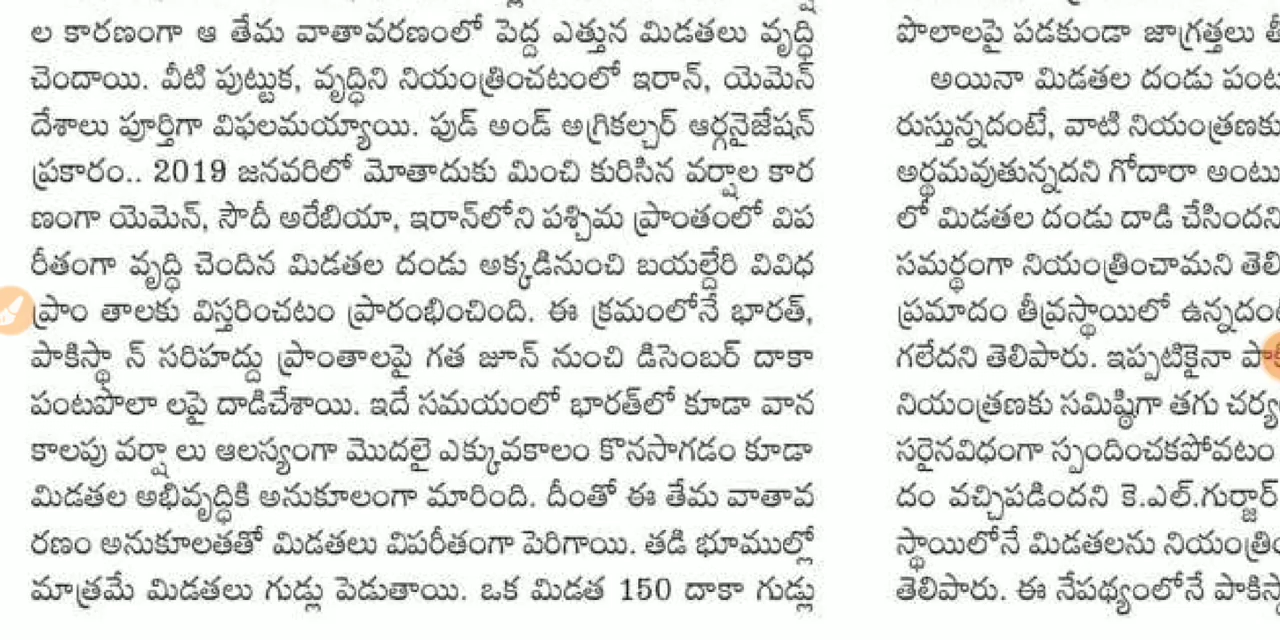 ల కారణంగా ఆ తేమ వాతావరణంలో పెద్ద ఎత్తున మిడతలు వృద్ధి
చెందాయి. వీటి పుట్టుక, వృద్ధిని నియంత్రించటంలో ఇరాన్, యెమెన్
దేశాలు పూర్తిగా విఫలమయ్యాయి. ఫుడ్ అండ్ అగ్రికల్చర్ ఆర్గనైజేషన్
ప్రకారం.. 2019 జనవరిలో మోతాదుకు మించి కురిసిన వర్షాల కార
ణంగా యెమెన్, సౌదీ అరేబియా, ఇరాన్‌లోని పశ్చిమ ప్రాంతంలో విప
రీతంగా వృద్ధి చెందిన మిడతల దండు అక్కడినుంచి బయల్దేరి వివిధ
ప్రాం తాలకు విస్తరించటం ప్రారంభించింది. ఈ క్రమంలోనే భారత్,
పాకిస్థా న్ సరిహద్దు ప్రాంతాలపై గత జూన్ నుంచి డిసెంబర్ దాకా
పంటపొలా లపై దాడిచేశాయి. ఇదే సమయంలో భారత్‌లో కూడా వాన
కాలపు వర్షా లు ఆలస్యంగా మొదలై ఎక్కువకాలం కొనసాగడం కూడా
మిడతల అభివృద్ధికి అనుకూలంగా మారింది. దీంతో ఈ తేమ వాతావ
రణం అనుకూలతతో మిడతలు విపరీతంగా పెరిగాయి. తడి భూముల్లో
మాత్రమే మిడతలు గుడ్లు పెడుతాయి. ఒక మిడత 150 దాకా గుడ్లు
పొలాలపై పడకుండా జాగ్రత్తలు
అయినా మిడతల దండు పంట
రుస్తున్నదంటే, వాటి నియంత్రణకు
అర్థమవుతున్నదని గోదారా అంటు
లో మిడతల దండు దాడి చేసిందని
సమర్థంగా నియంత్రించామని తెలి
ప్రమాదం తీవ్రస్థాయిలో ఉన్నదం
గలేదని తెలిపారు. ఇప్పటికైనా
నియంత్రణకు సమిష్ఠిగా తగు చర్య
సరైనవిధంగా స్పందించకపోవటం
దం వచ్చిపడిందని కె.ఎల్.గుర్జార్
స్థాయిలోనే మిడతలను నియంత్రిం
తెలిపారు. ఈ నేపథ్యంలోనే పాకిస్థా